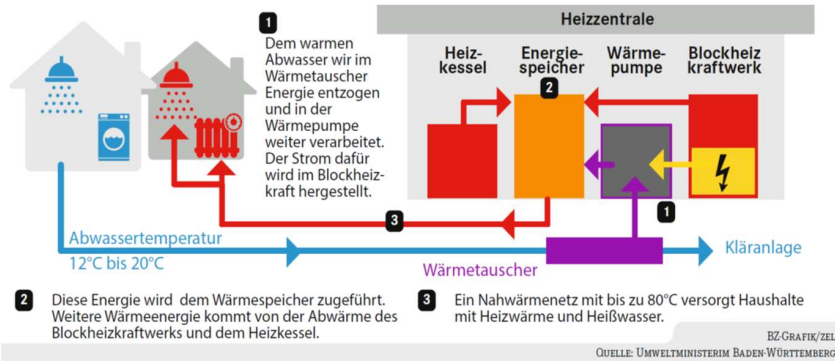 1
Dem warmen
Abwasser wir im
Wärmetauscher
Energie entzogen
und in der
Wärmepumpe
weiter verarbeitet.
Der Strom dafür
wird im Blockheiz-
kraft hergestellt.
Heizzentrale
Heiz-
kessel
Energie-
speicher
Wärme-
pumpe
Blockheiz
kraftwerk
2
1
3
Abwassertemperatur
12°C bis 20°C
Wärmetauscher
Kläranlage
2 Diese Energie wird dem Wärmespeicher zugeführt.
Weitere Wärmeenergie kommt von der Abwärme des
Blockheizkraftwerks und dem Heizkessel.
3 Ein Nahwärmenetz mit bis zu 80°C versorgt Haushalte
mit Heizwärme und Heißwasser.
BZ-GRAFIK/ZEL
QUELLE: UMWELTMINISTERIM BADEN-WÜRTTEMBERG